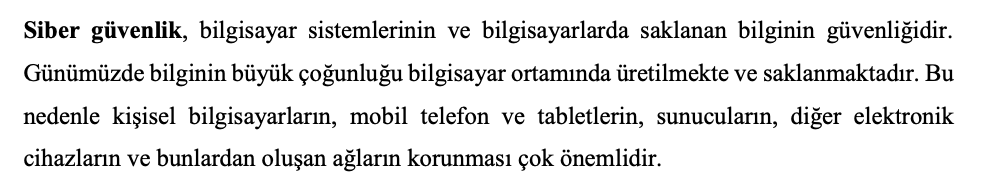 Siber güvenlik, bilgisayar sistemlerinin ve bilgisayarlarda saklanan bilginin güvenliğidir.
Günümüzde bilginin büyük çoğunluğu bilgisayar ortamında üretilmekte ve saklanmaktadır. Bu
nedenle kişisel bilgisayarların, mobil telefon ve tabletlerin, sunucuların, diğer elektronik
cihazların ve bunlardan oluşan ağların korunması çok önemlidir.